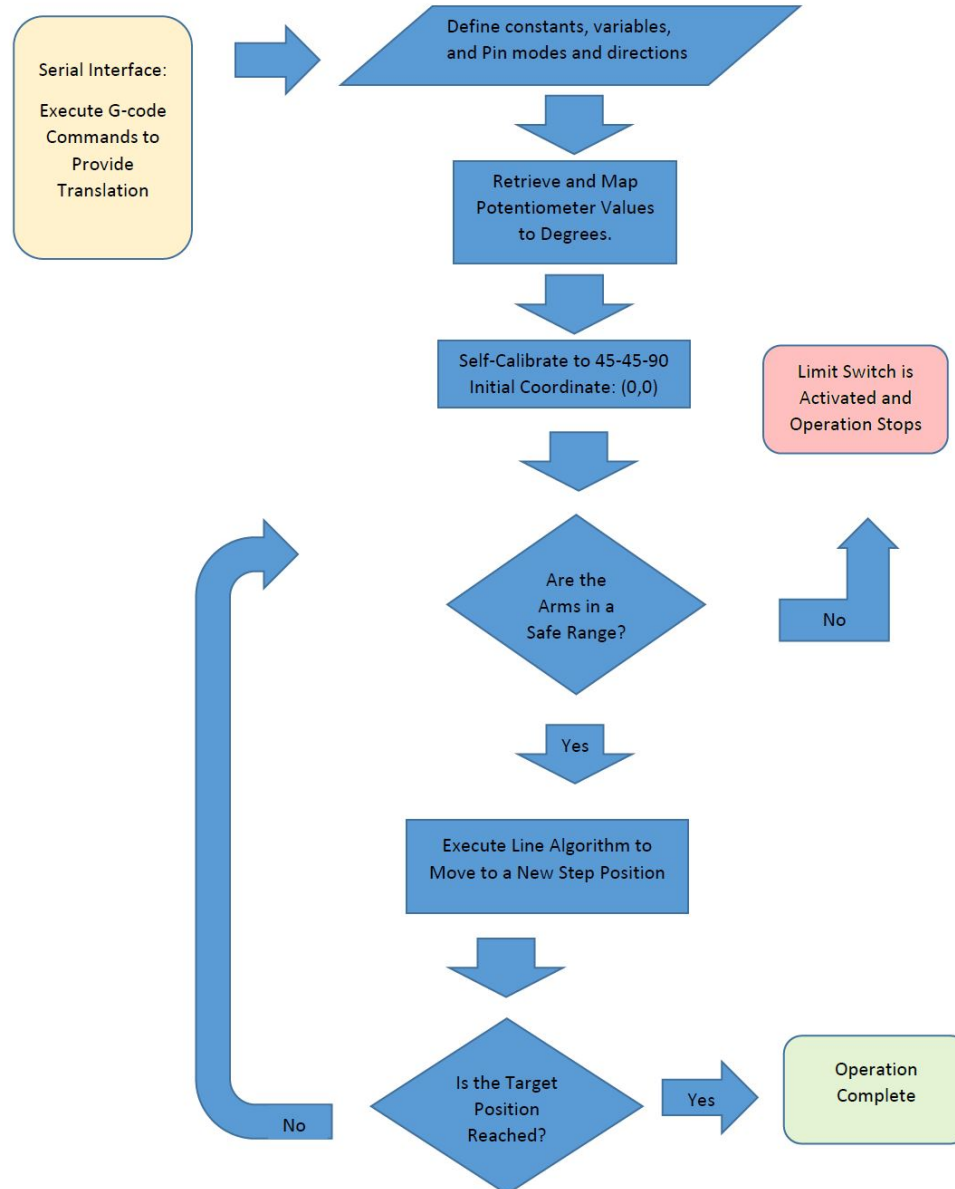 Serial Interface:
Execute G-code
Commands to
Provide
Translation
Define constants, variables,
and Pin modes and directions
Retrieve and Map
Potentiometer Values
to Degrees.
Self-Calibrate to 45-45-90
Initial Coordinate: (0,0)
Limit Switch is
Activated and
Operation Stops
Are the
Arms in a
Safe Range?
No
Yes
Execute Line Algorithm to
Move to a New Step Position
Is the Target
Position
Reached?
No
Yes
Operation
Complete